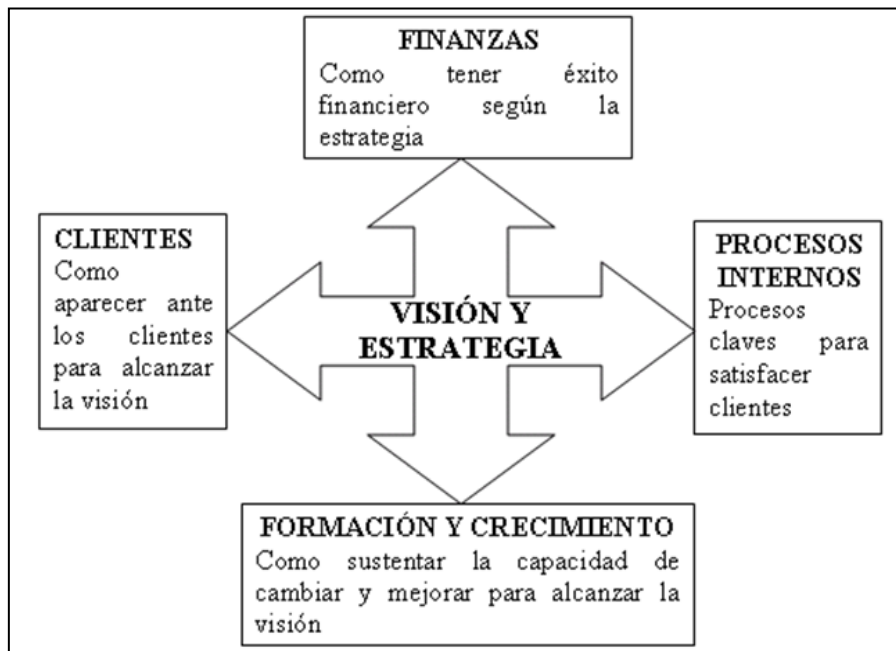 FINANZAS
Como tener éxito
financiero según la
estrategia
CLIENTES
Como
aparecer ante
los clientes
para alcanzar
la visión
VISIÓN Y
ESTRATEGIA
PROCESOS
INTERNOS
Procesos
claves para
satisfacer
clientes
FORMACIÓN Y CRECIMIENTO
Como sustentar la capacidad de
cambiar y mejorar para alcanzar la
visión